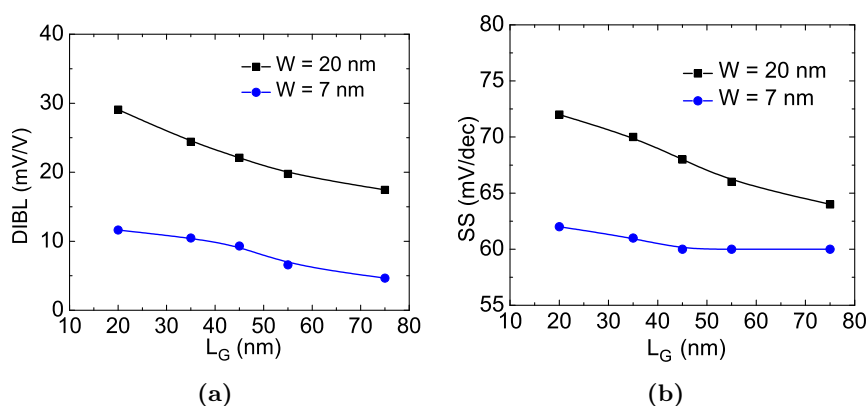 DIBL (mV/V)
40
30
20
10
0
W = 20 nm
W = 7 nm
10 20 30 40 50 60 70 80
L_G (nm)
(a)
SS (mV/dec)
80
75
70
65
60
55
W = 20 nm
W = 7 nm
10 20 30 40 50 60 70 80
L_G (nm)
(b)